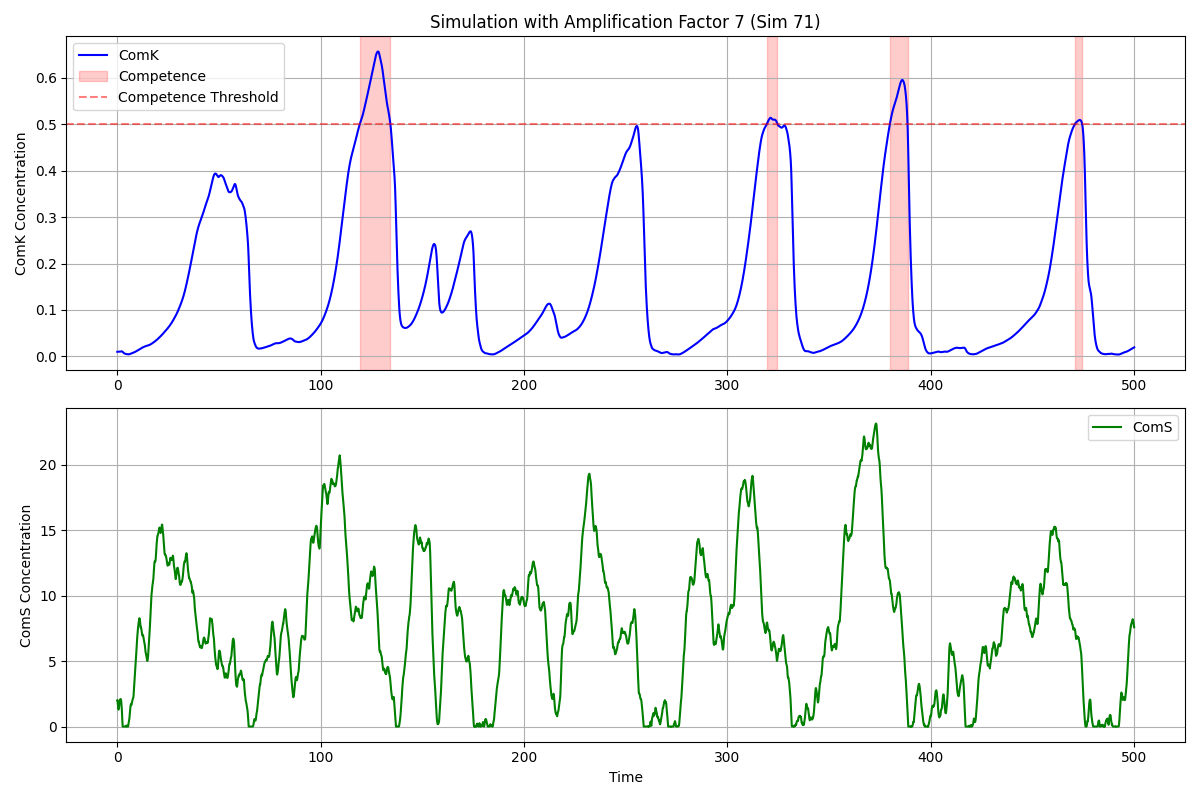 Simulation with Amplification Factor 7 (Sim 71)
ComK
Competence
Competence Threshold
ComK Concentration
0.6
0.5
0.4
0.3
0.2
0.1
0.0
0 100 200 300 400 500
ComS
ComS Concentration
20
15
10
5
0
0 100 200 300 400 500
Time